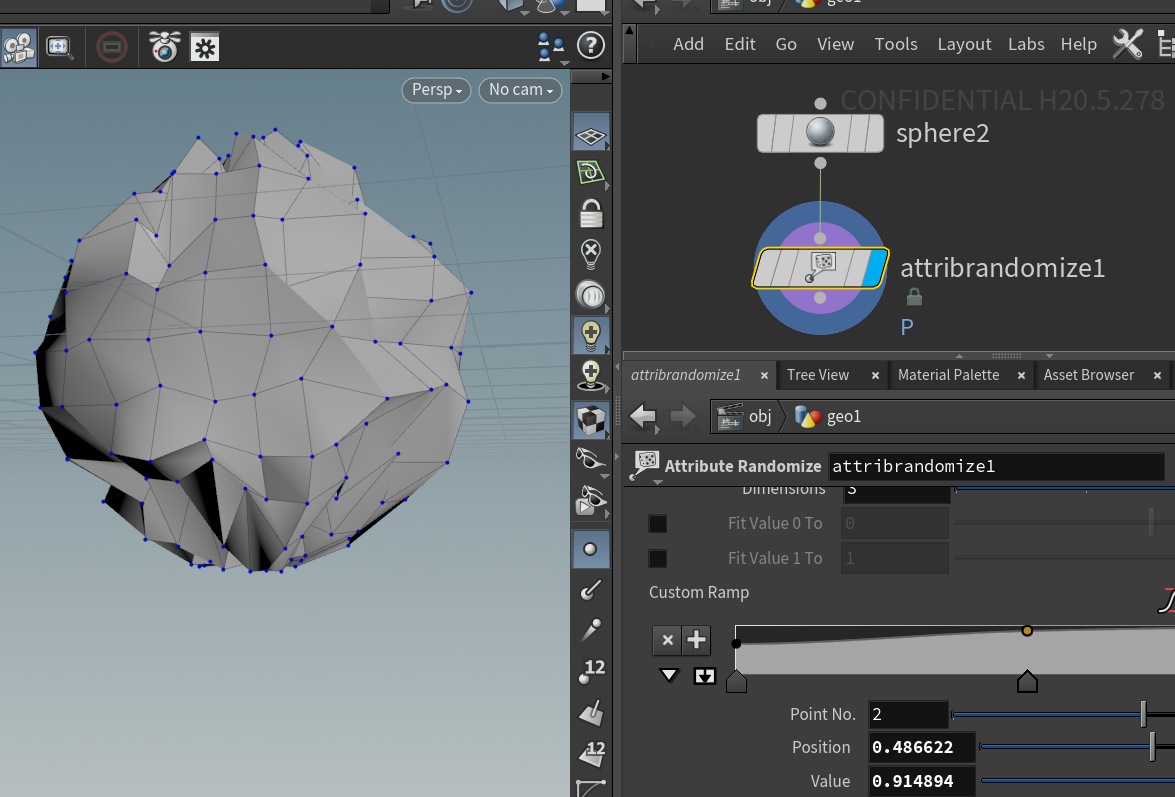 obj geo1
Add Edit Go View Tools Layout Labs Help
Persp No cam
CONFIDENTIAL H20.5.278
sphere2
attribrandomize1
P
attribrandomize1 × Tree View × Material Palette × Asset Browser ×
obj geo1
Attribute Randomize attribrandomize1
Dimensions 3
Fit Value 0 To 0
Fit Value 1 To 1
Custom Ramp
12
Point No. 2
12
Position 0.486622
Value 0.914894